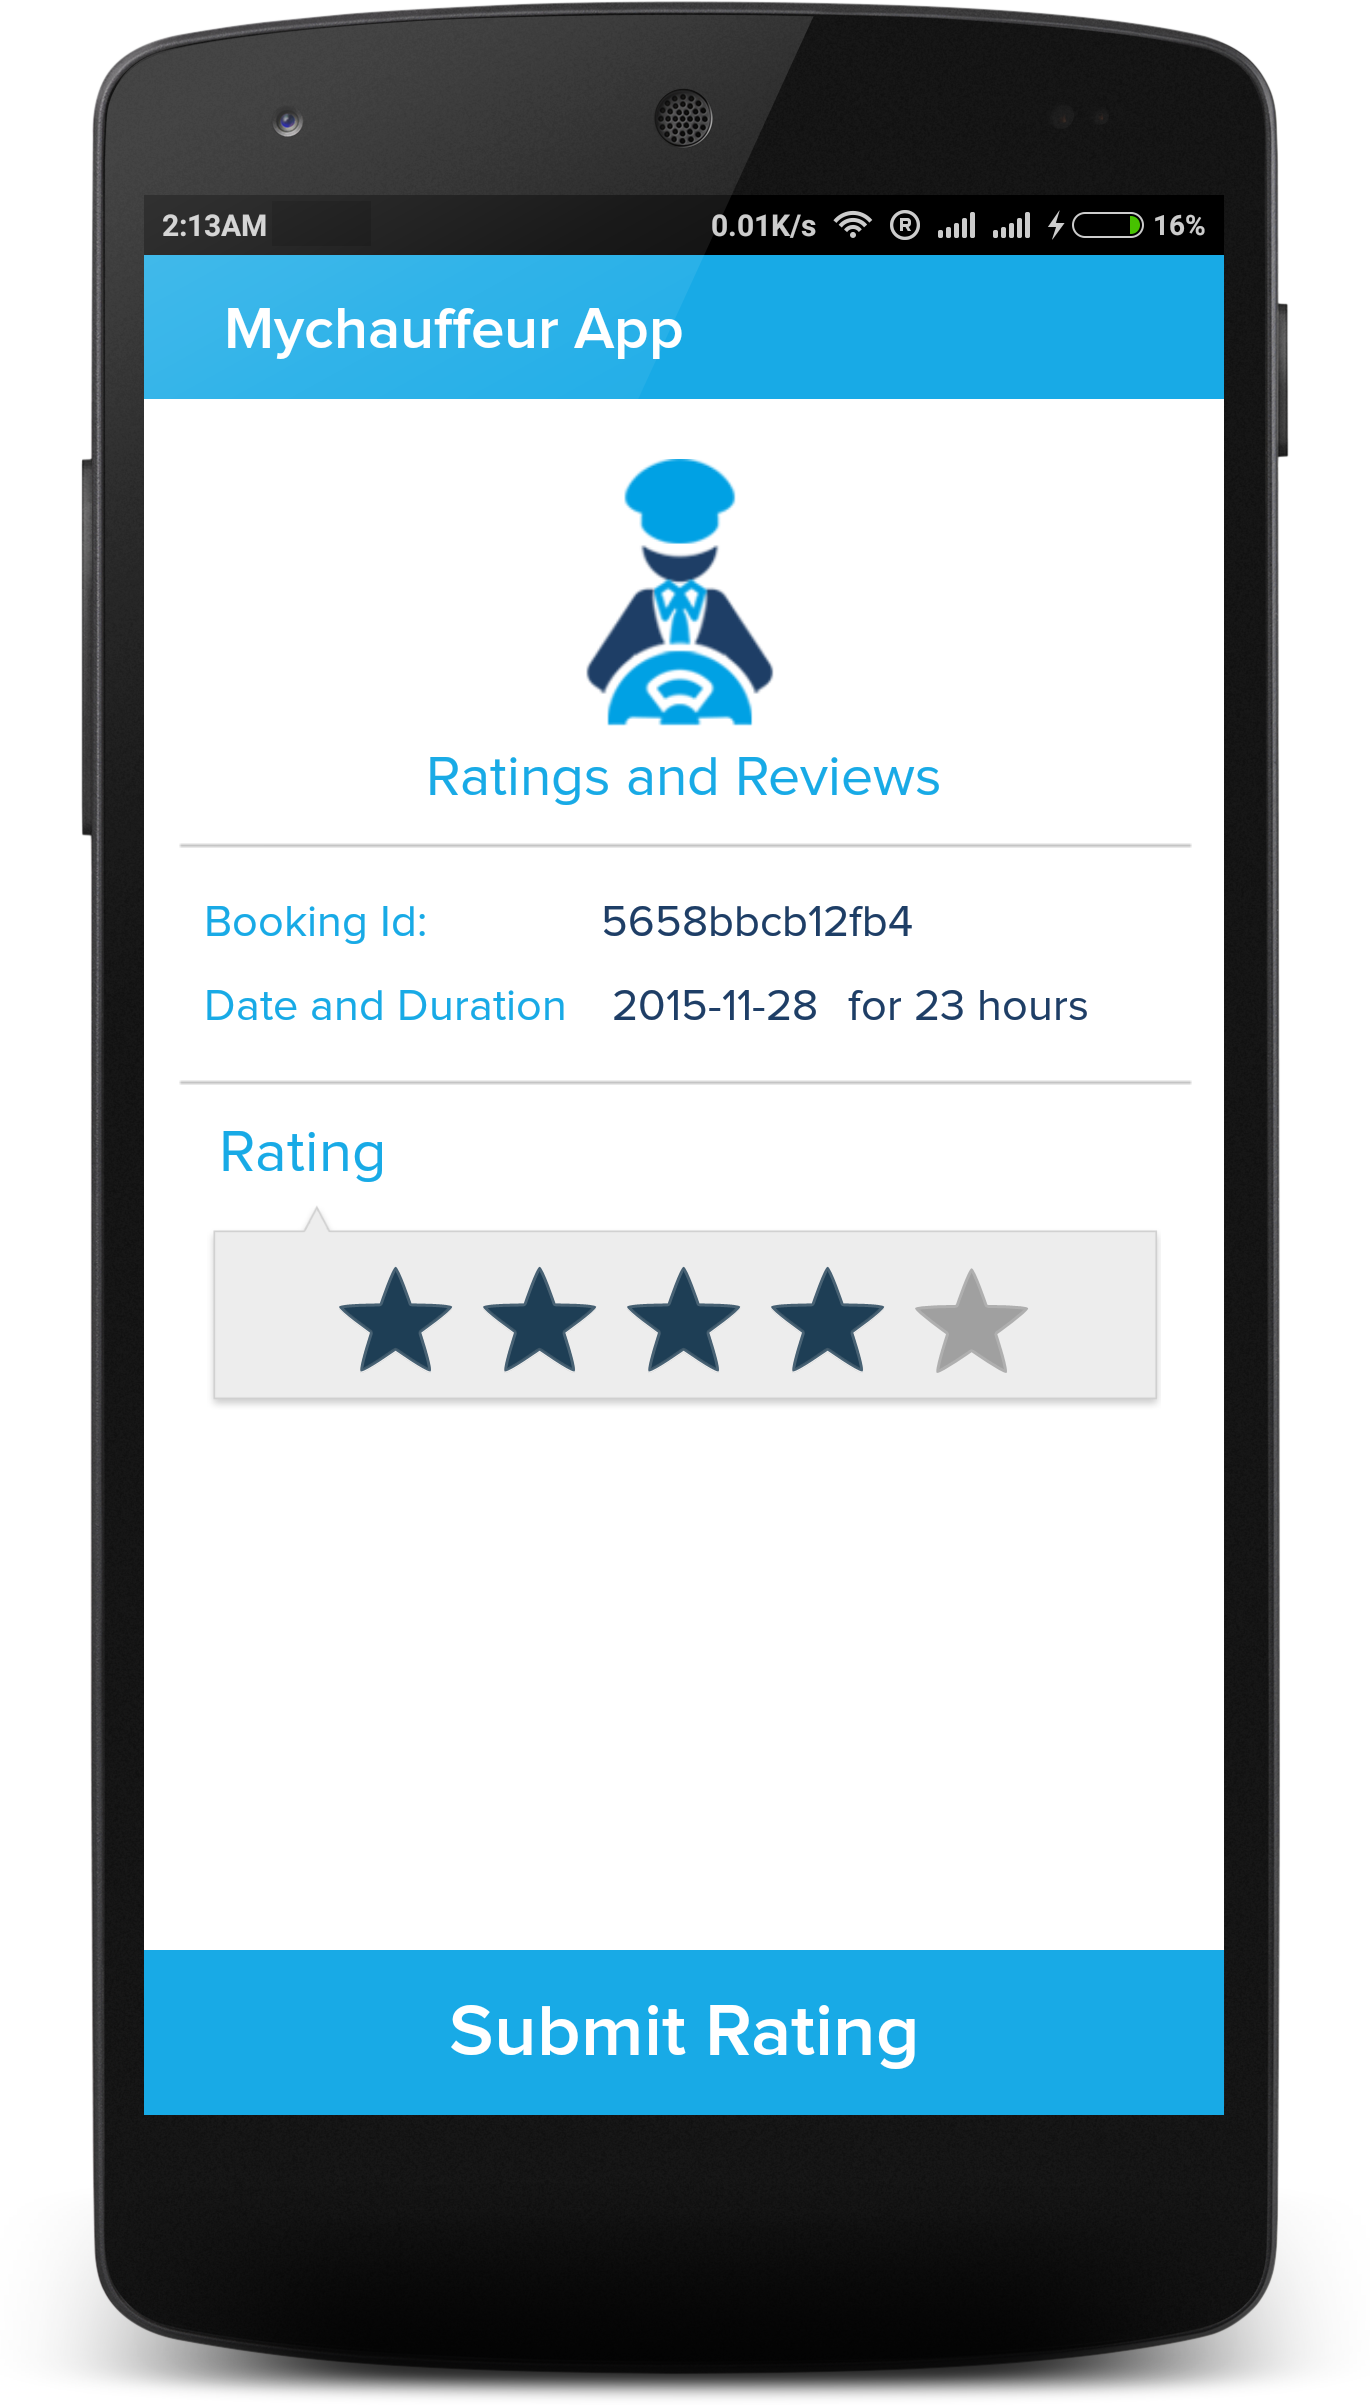 2:13AM 0.01K/s R 16%
Mychauffeur App
Ratings and Reviews
Booking Id: 5658bbcb12fb4
Date and Duration 2015-11-28 for 23 hours
Rating
Submit Rating